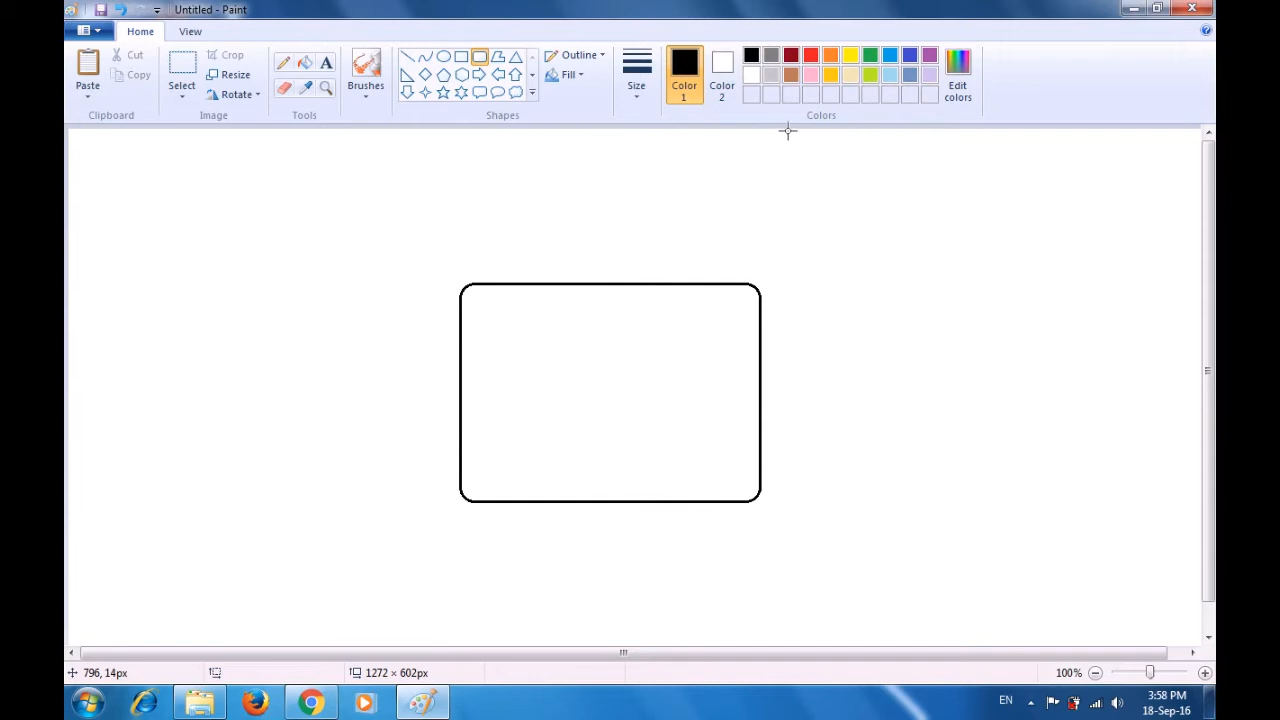 Untitled - Paint
Home View
Paste
Cut
Copy
Clipboard
Select
Crop
Resize
Rotate
Image
A
Tools
Brushes
Outline
Fill
Shapes
Size
Color
1
Color
2
Edit
colors
Colors
796, 14px
1272 × 602px
100%
EN
3:58 PM
18-Sep-16